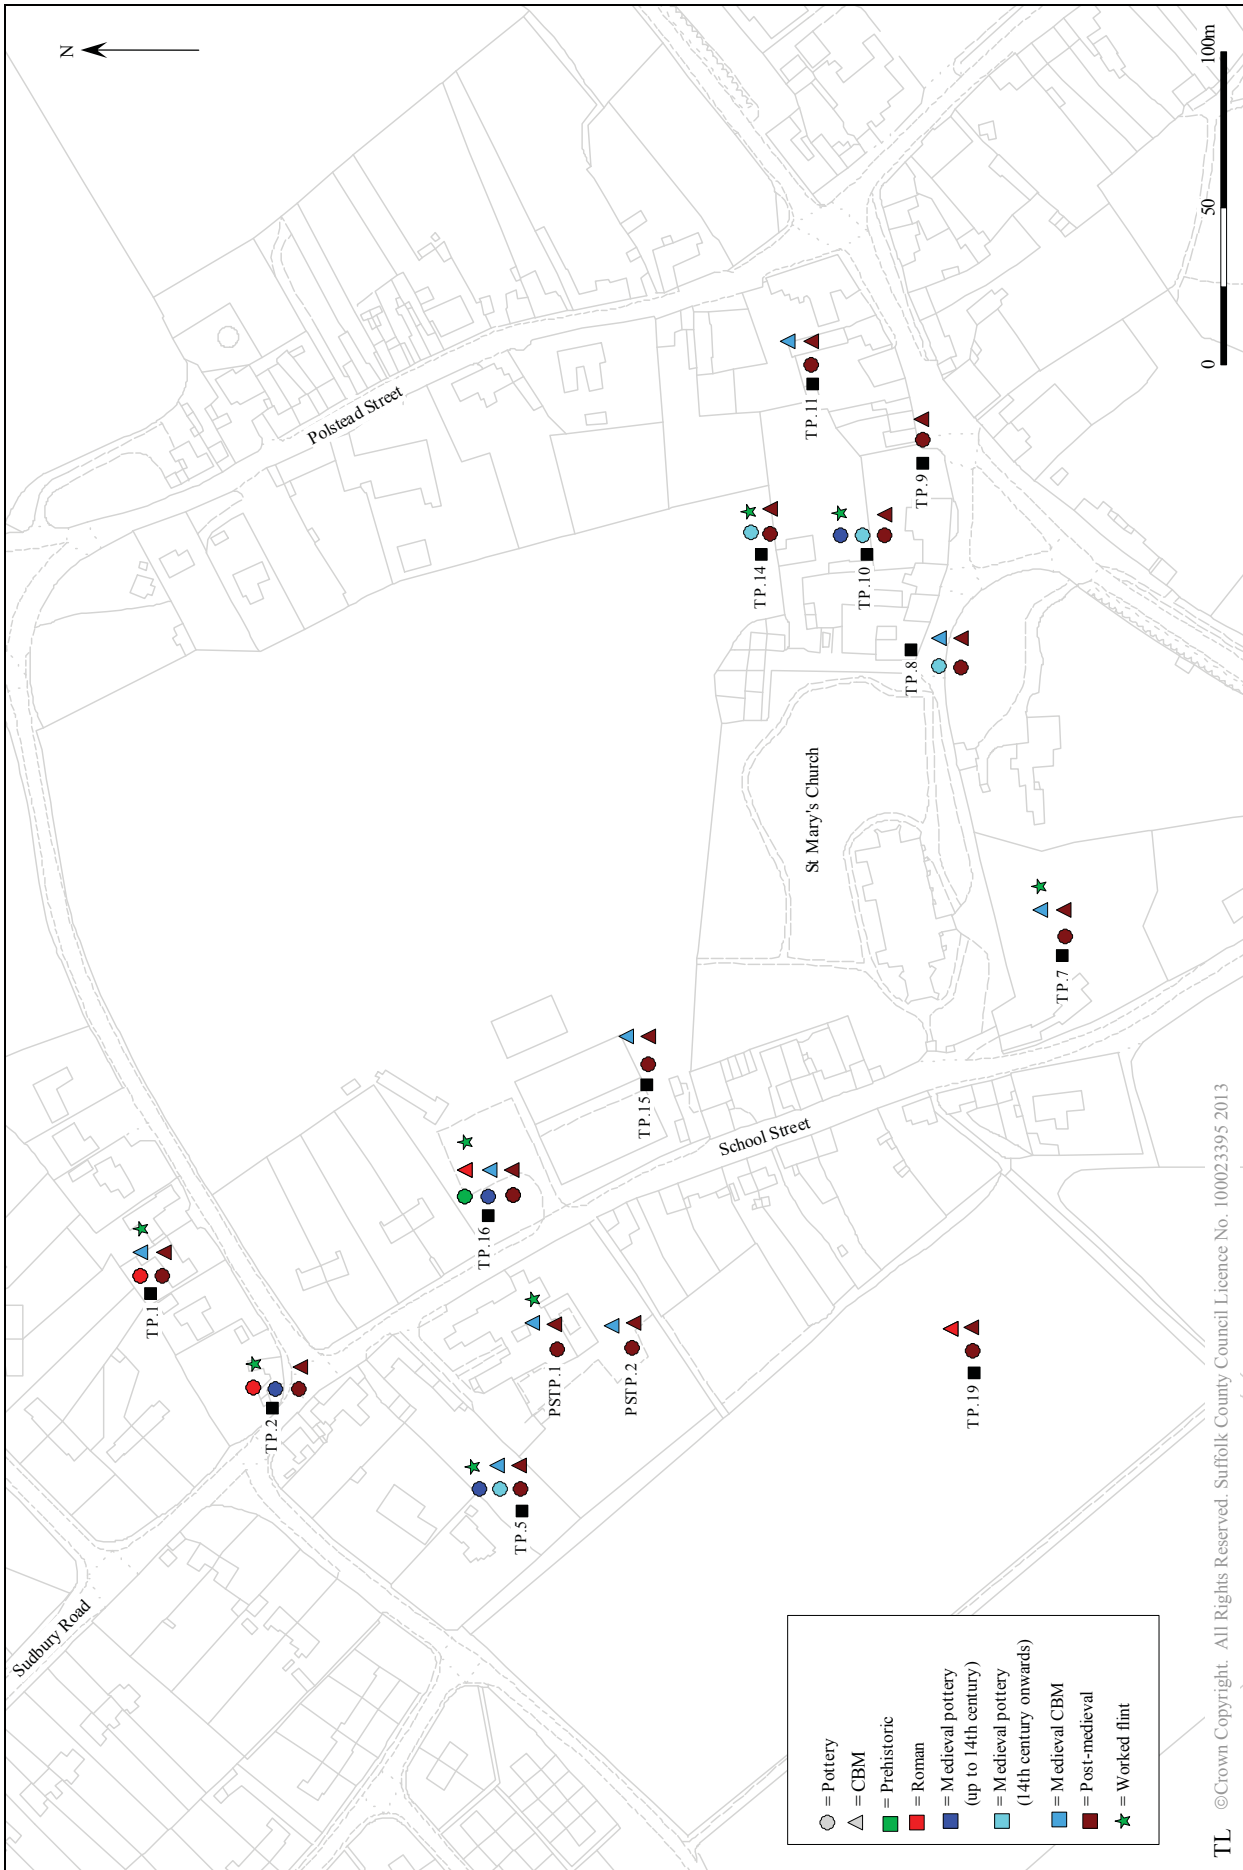 N
Sudbury Road
Polstead Street
TP.1
TP.2
TP.16
TP.5
PSTP.1
PSTP.2
TP.15
School Street
TP.14
TP.11
TP.10
TP.9
TP.8
St Mary's Church
TP.7
TP.19
= Pottery
= CBM
= Prehistoric
= Roman
= Medieval pottery
(up to 14th century)
= Medieval pottery
(14th century onwards)
= Medieval CBM
= Post-medieval
= Worked flint
0
50
100m
TL ©Crown Copyright. All Rights Reserved. Suffolk County Council Licence No. 100023395 2013